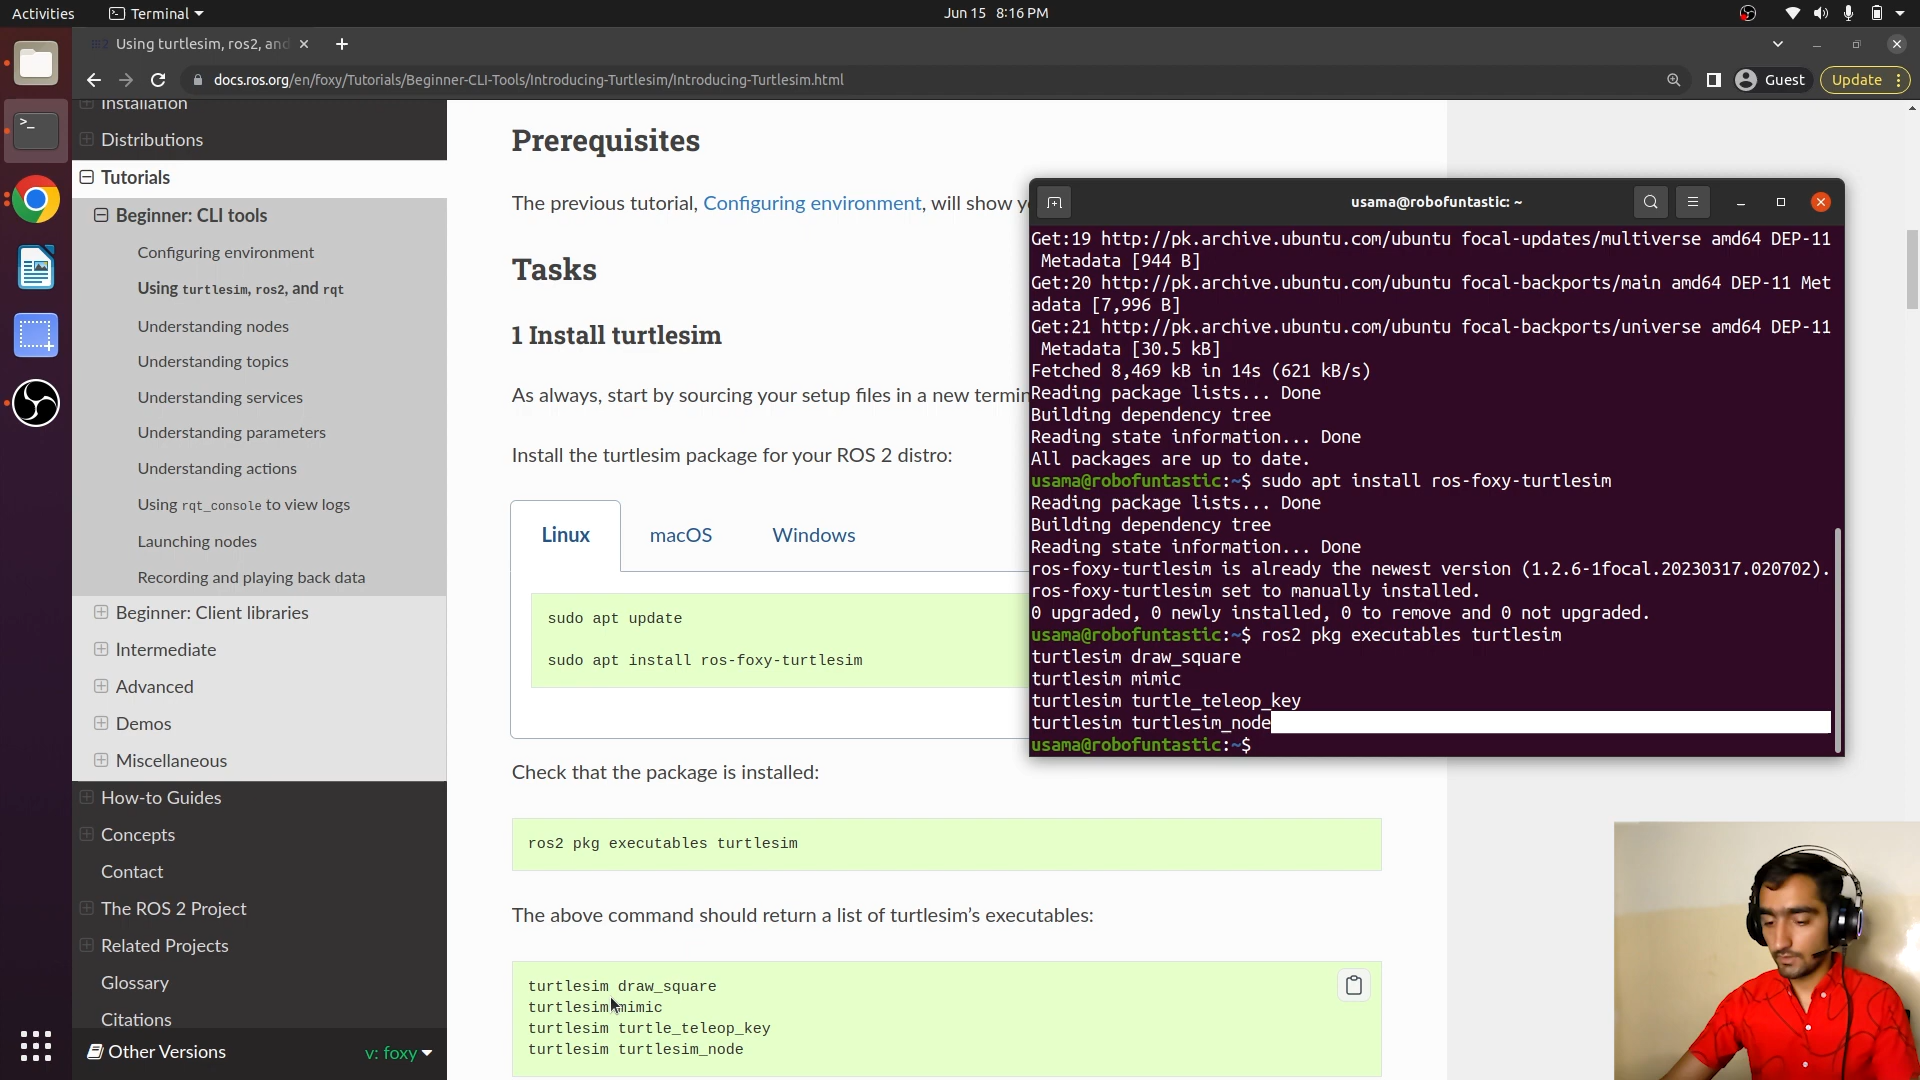 Activities
Terminal
Jun 15 8:16 PM
Using turtlesim, ros2, and
docs.ros.org/en/foxy/Tutorials/Beginner-CLI-Tools/Introducing-Turtlesim/Introducing-Turtlesim.html
Guest
Update
Installation
Distributions
Tutorials
Beginner: CLI tools
Configuring environment
Using turtlesim, ros2, and rqt
Understanding nodes
Understanding topics
Understanding services
Understanding parameters
Understanding actions
Using rqt_console to view logs
Launching nodes
Recording and playing back data
Beginner: Client libraries
Intermediate
Advanced
Demos
Miscellaneous
How-to Guides
Concepts
Contact
The ROS 2 Project
Related Projects
Glossary
Citations
Other Versions
v: foxy
Prerequisites
The previous tutorial, Configuring environment, will show
Tasks
1 Install turtlesim
As always, start by sourcing your setup files in a new
Install the turtlesim package for your ROS 2 distro:
Linux
macOS
Windows
sudo apt update
sudo apt install ros-foxy-turtlesim
Check that the package is installed:
ros2 pkg executables turtlesim
The above command should return a list of turtlesim's executables:
turtlesim draw_square
turtlesim mimic
turtlesim turtle_teleop_key
turtlesim turtlesim_node
usama@robofuntastic: ~
Get:19 http://pk.archive.ubuntu.com/ubuntu focal-updates/multiverse amd64 DEP-11
Metadata [944 B]
Get:20 http://pk.archive.ubuntu.com/ubuntu focal-backports/main amd64 DEP-11 Met
adata [7,996 B]
Get:21 http://pk.archive.ubuntu.com/ubuntu focal-backports/universe amd64 DEP-11
Metadata [30.5 kB]
Fetched 8,469 kB in 14s (621 kB/s)
Reading package lists... Done
Building dependency tree
Reading state information... Done
All packages are up to date.
usama@robofuntastic:~$ sudo apt install ros-foxy-turtlesim
Reading package lists... Done
Building dependency tree
Reading state information... Done
ros-foxy-turtlesim is already the newest version (1.2.6-1focal.20230317.020702).
ros-foxy-turtlesim set to manually installed.
0 upgraded, 0 newly installed, 0 to remove and 0 not upgraded.
usama@robofuntastic:~$ ros2 pkg executables turtlesim
turtlesim draw_square
turtlesim mimic
turtlesim turtle_teleop_key
turtlesim turtlesim_node
usama@robofuntastic:~$